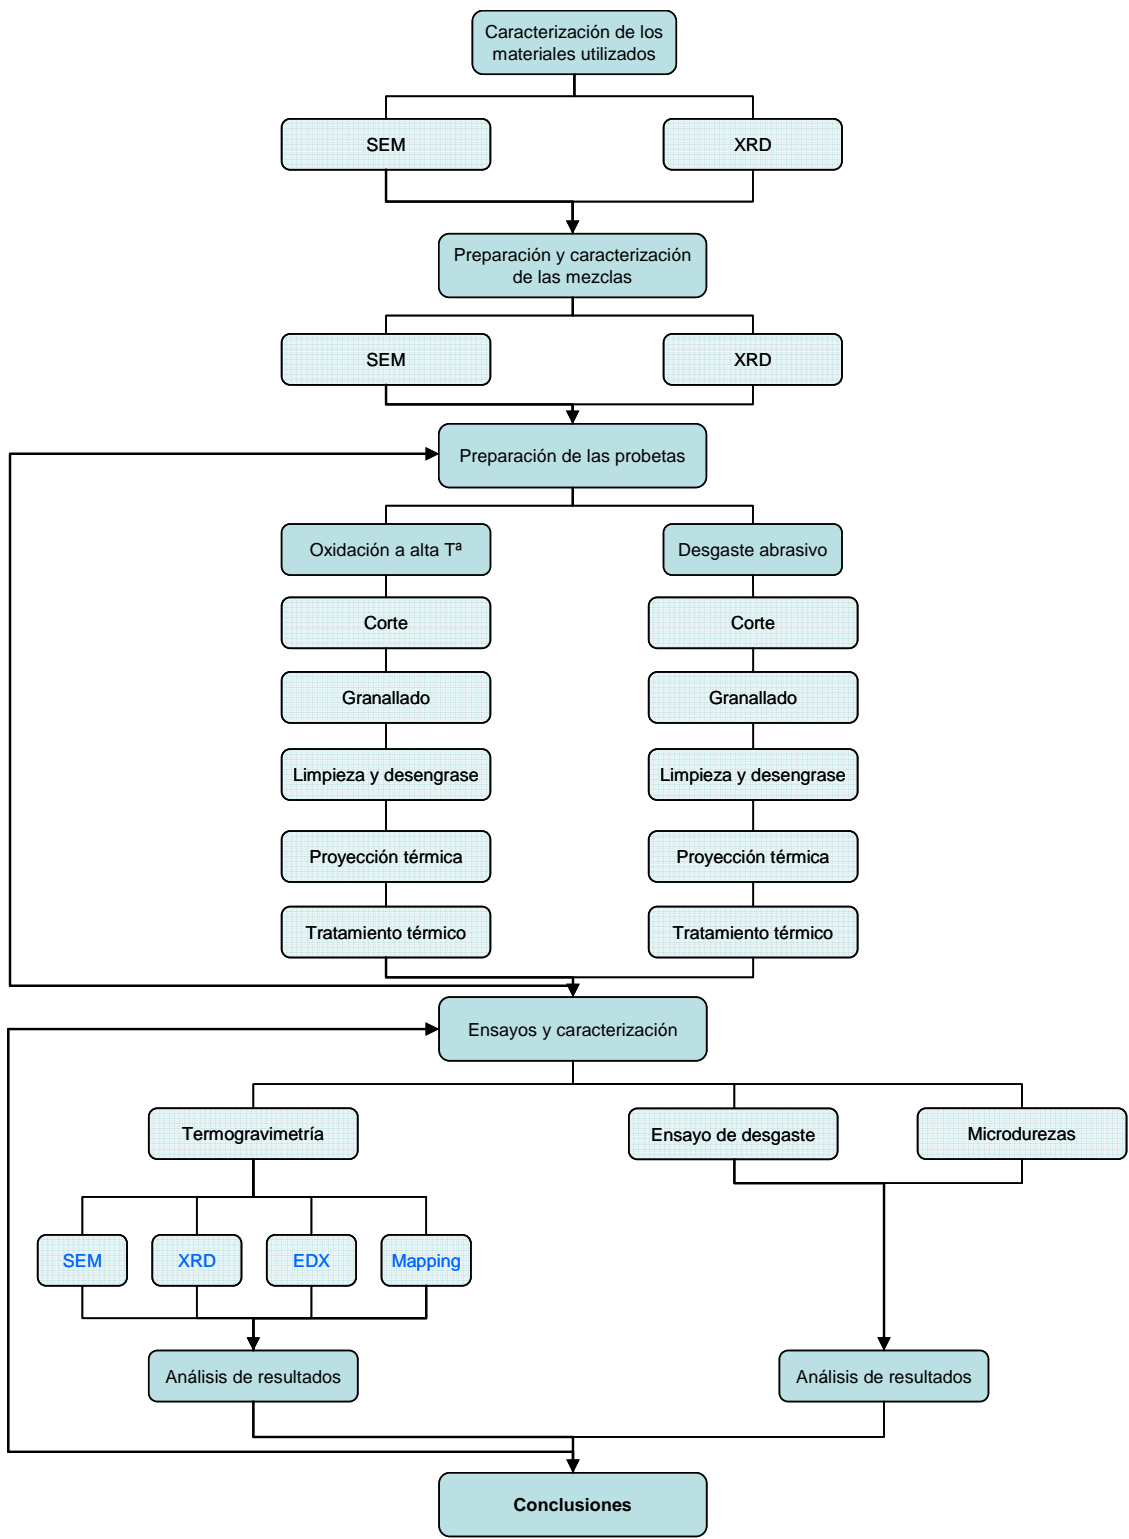 Caracterización de los
materiales utilizados
SEM
XRD
Preparación y caracterización
de las mezclas
SEM
XRD
Preparación de las probetas
Oxidación a alta Tª
Desgaste abrasivo
Corte
Corte
Granallado
Granallado
Limpieza y desengrase
Limpieza y desengrase
Proyección térmica
Proyección térmica
Tratamiento térmico
Tratamiento térmico
Ensayos y caracterización
Termogravimetría
Ensayo de desgaste
Microdurezas
SEM
XRD
EDX
Mapping
Análisis de resultados
Análisis de resultados
Conclusiones